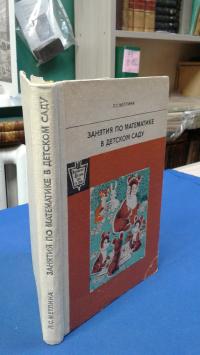 Л.С.МЕТЛИНА
ЗАНЯТИЯ ПО МАТЕМАТИКЕ
В ДЕТСКОМ САДУ
Л.С.МЕТЛИНА ЗАНЯТИЯ ПО МАТЕМАТИКЕ В ДЕТСКОМ САДУ